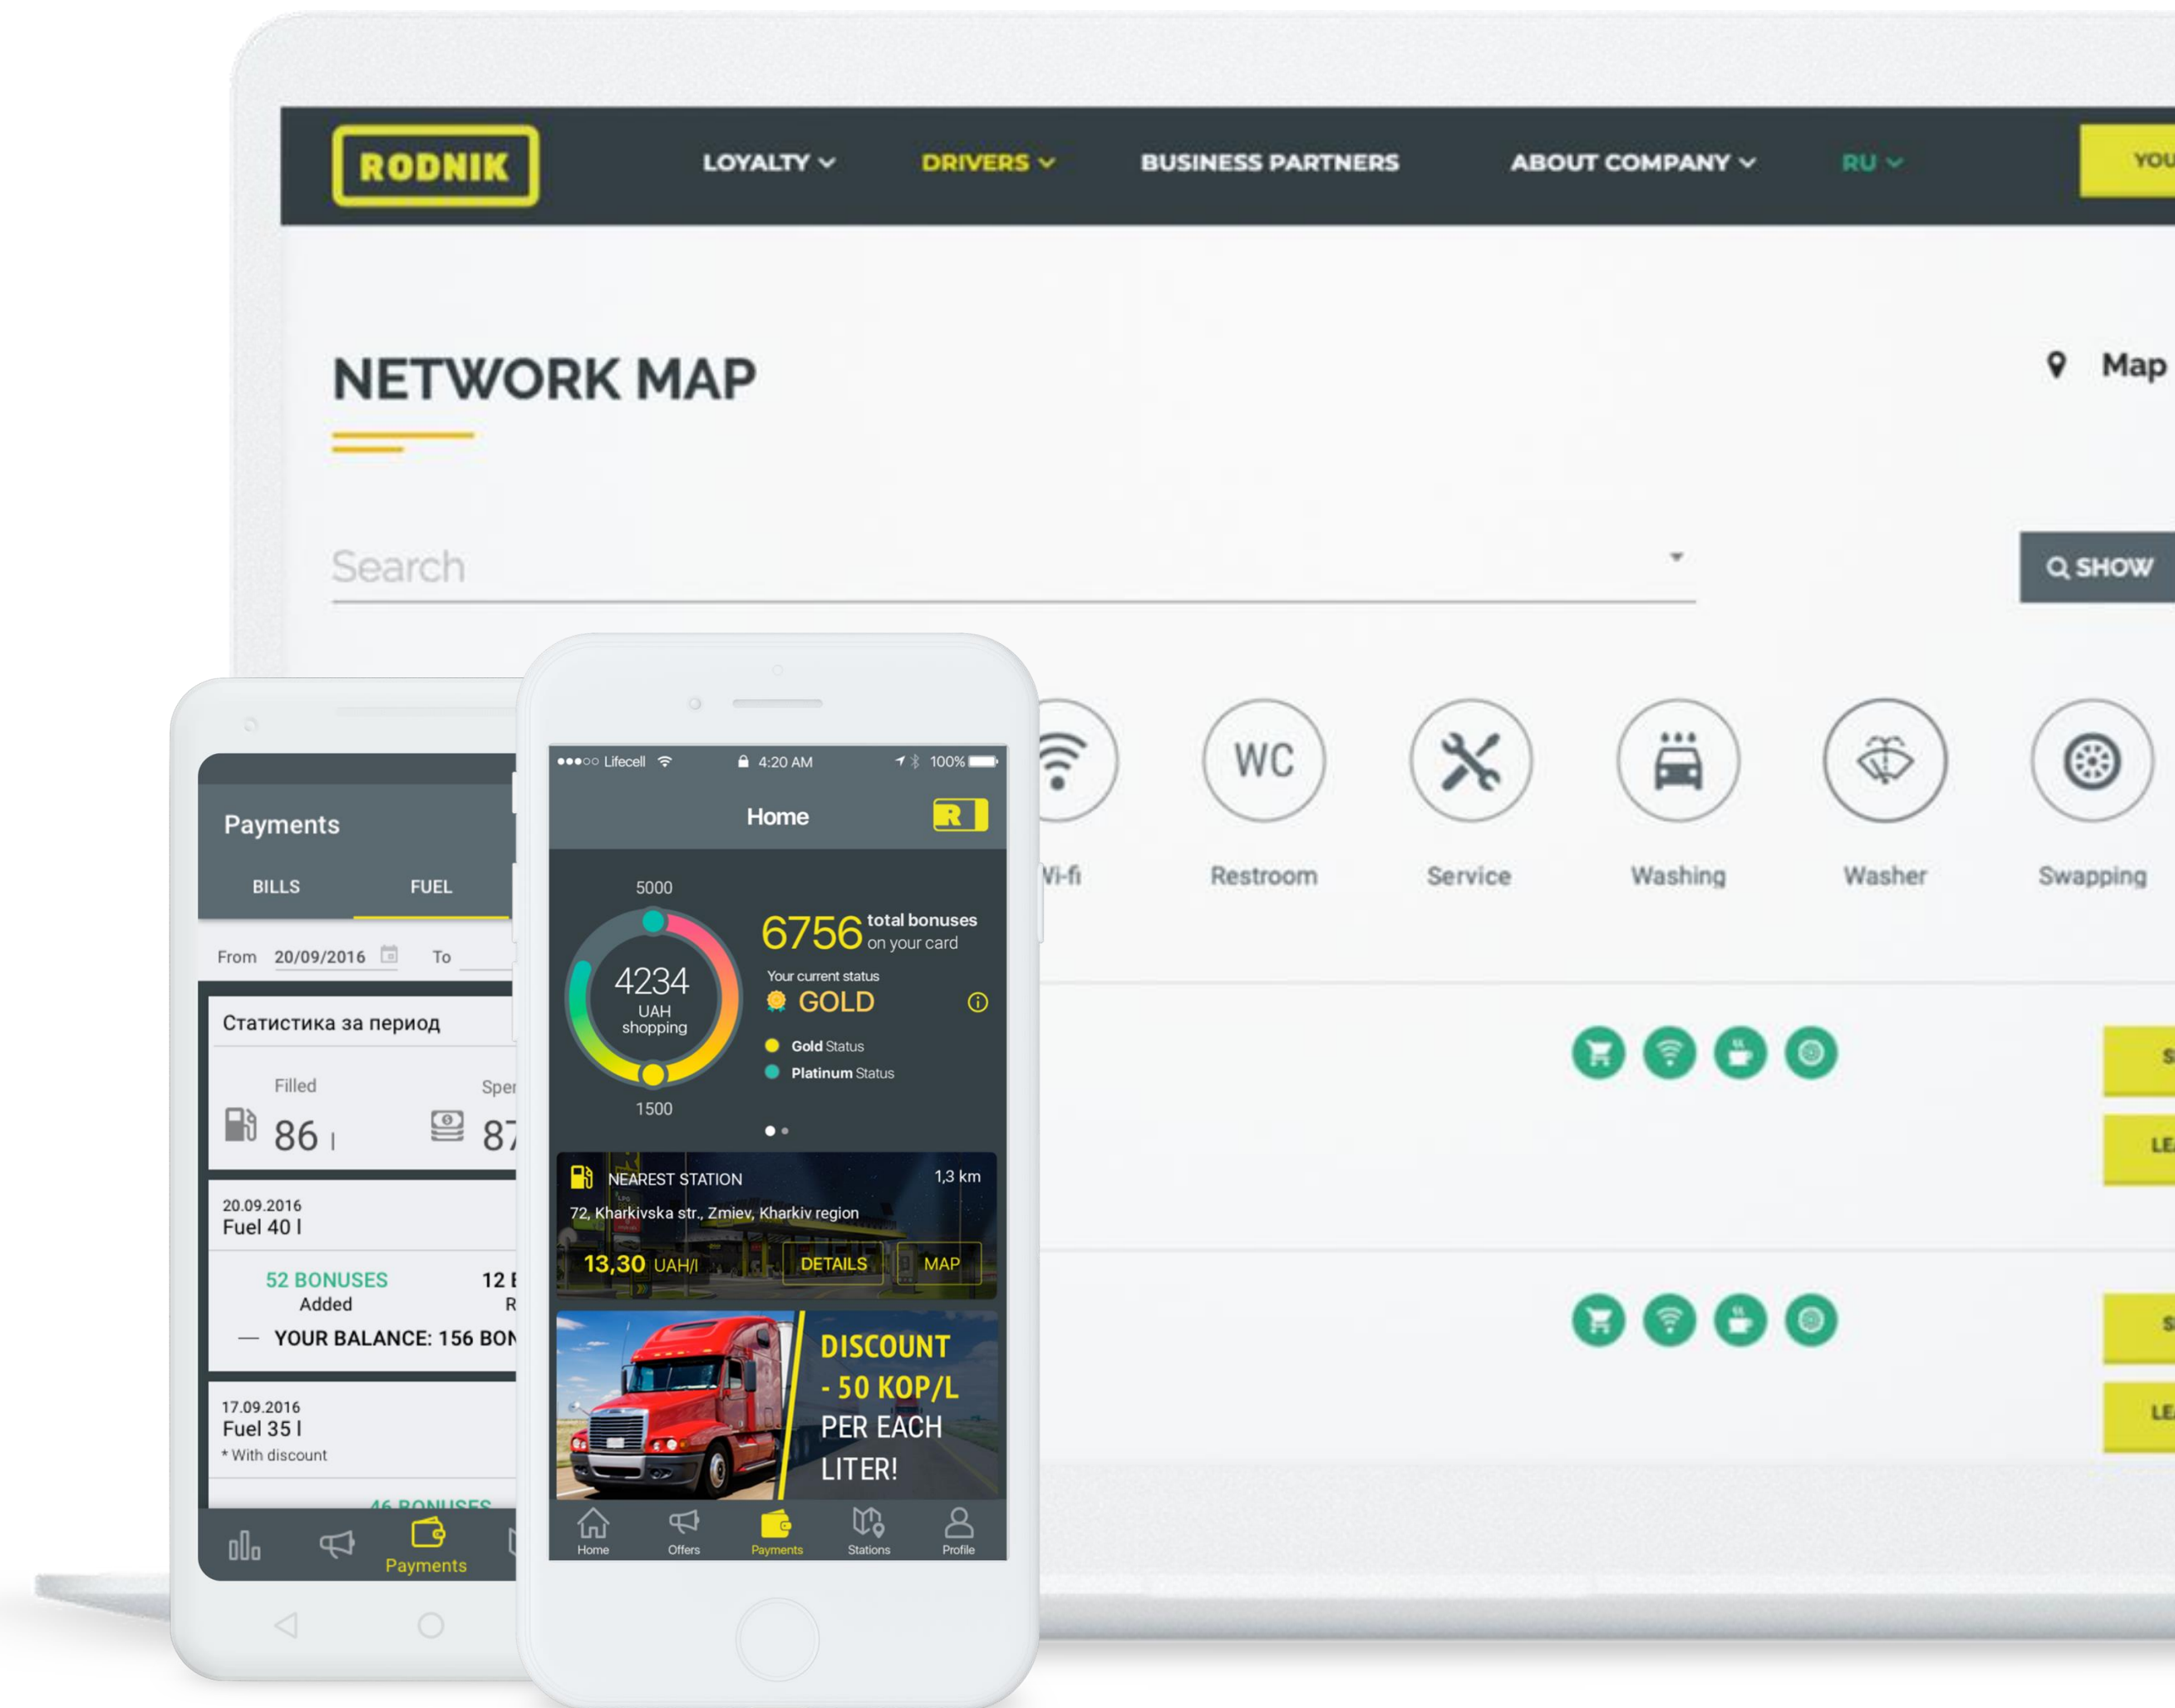 RODNIK
LOYALTY
DRIVERS
BUSINESS PARTNERS
ABOUT COMPANY
RU
NETWORK MAP
Map
Search
SHOW
WC
Restroom
Service
Washing
Washer
Swapping
Payments
BILLS
FUEL
From 20/09/2016
To
Статистика за период
Filled
86 l
20.09.2016
Fuel 40 l
52 BONUSES
12
Added
YOUR BALANCE: 156
17.09.2016
Fuel 35 l
* With discount
46 BONUSES
Payments
Lifecell
4:20 AM
100%
Home
R
5000
4234
UAH
shopping
1500
6756 total bonuses
on your card
Your current status
GOLD
Gold Status
Platinum Status
NEAREST STATION
1,3 km
72, Kharkivska str., Zmiev, Kharkiv region
13,30 UAH/l
DETAILS
MAP
DISCOUNT
- 50 KOP/L
PER EACH
LITER!
Home
Offers
Payments
Stations
Profile